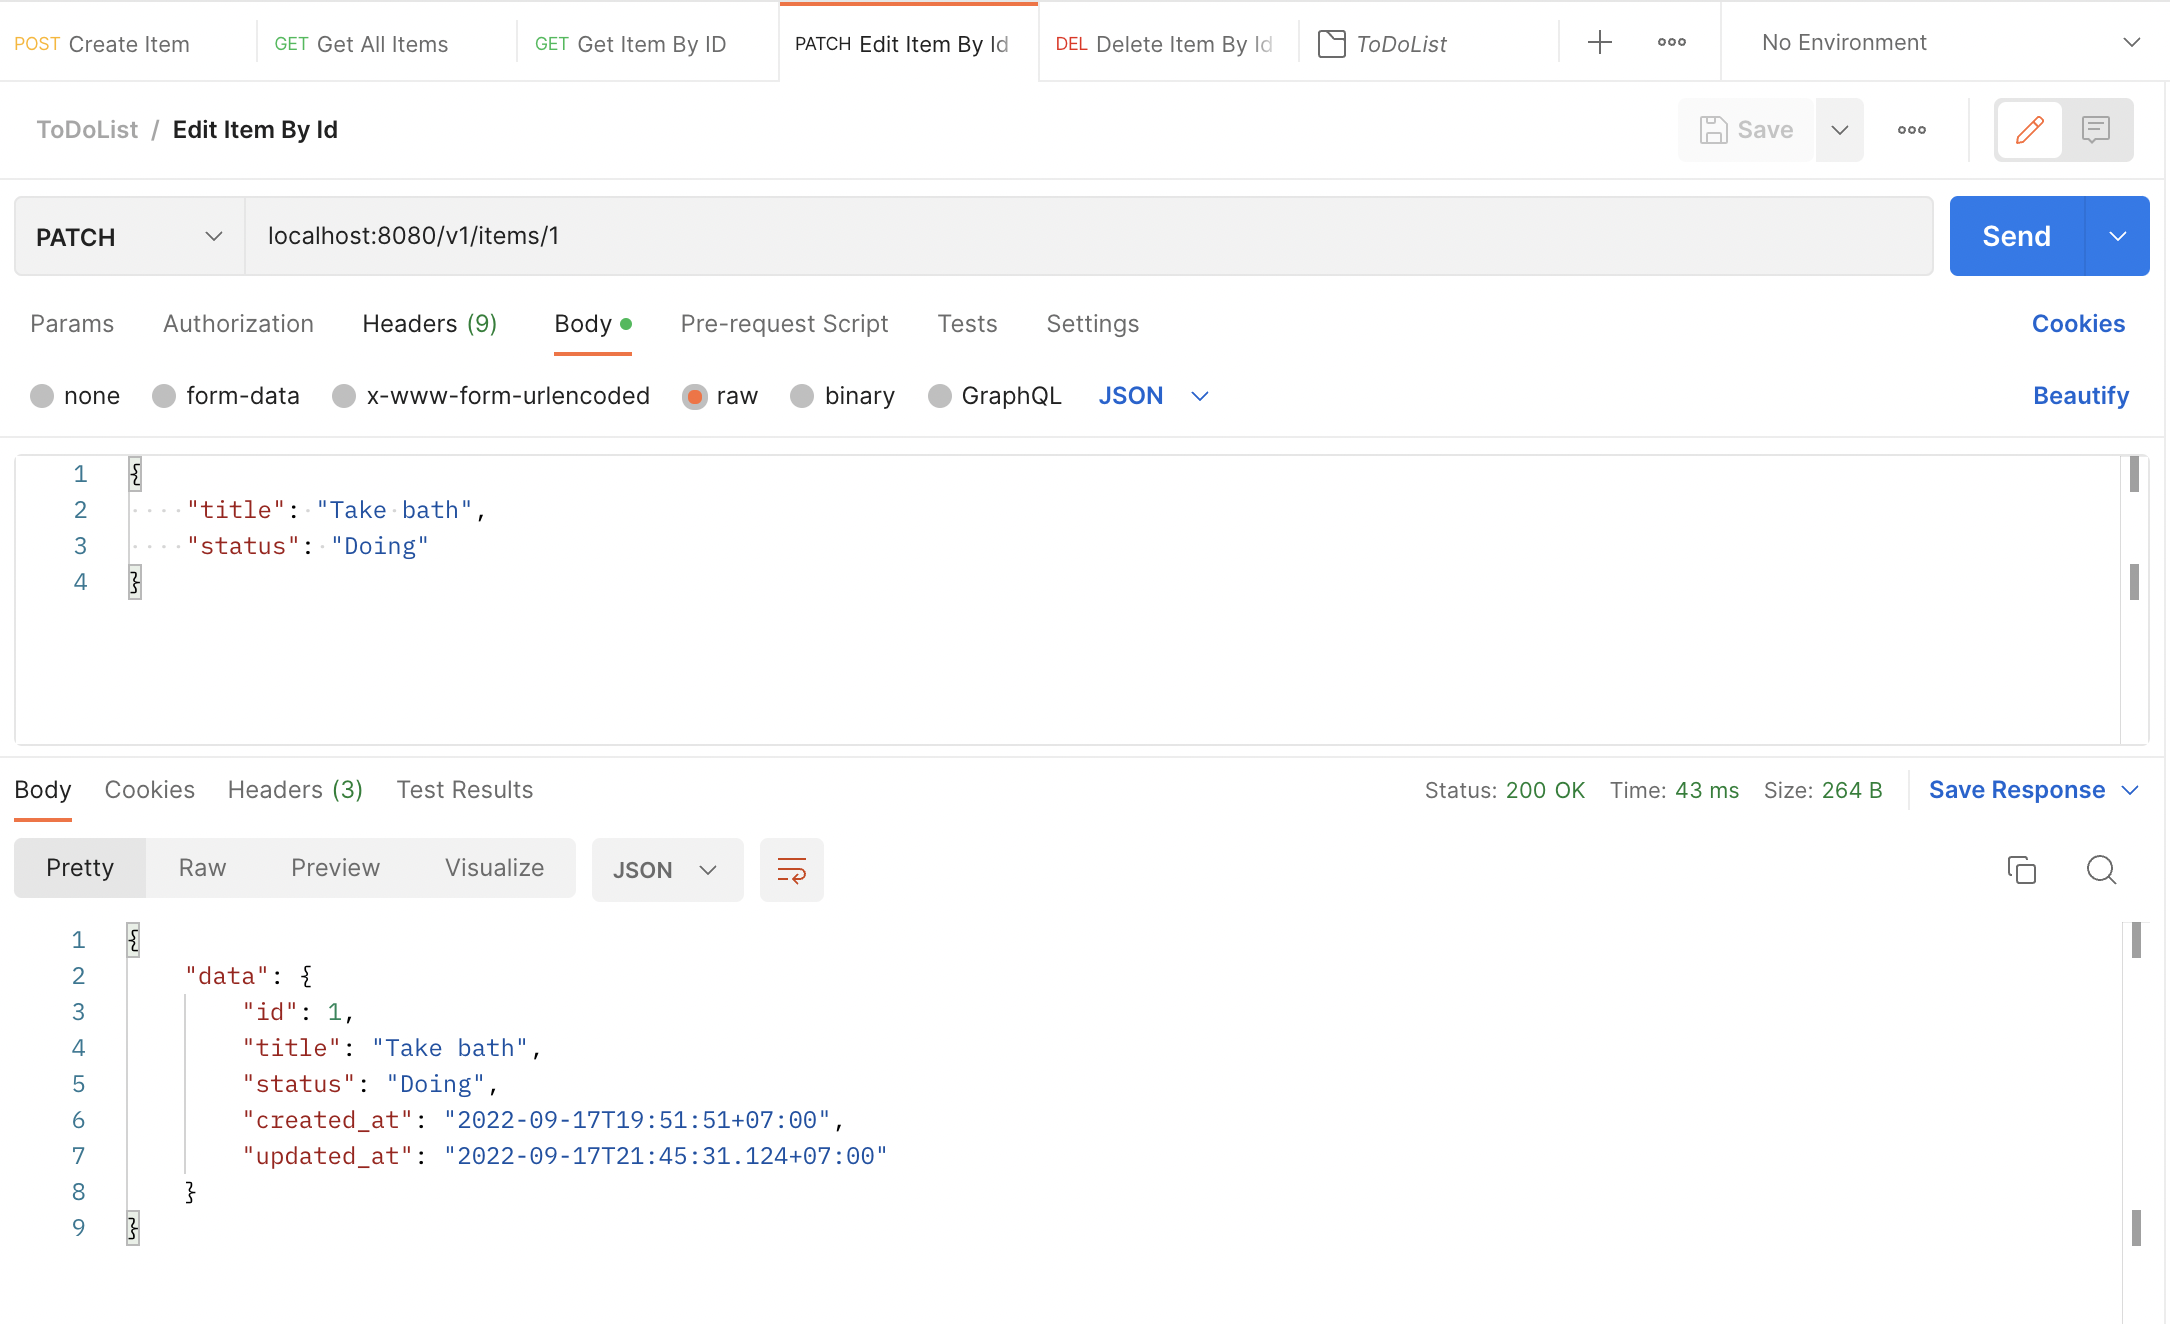 POST Create Item GET Get All Items GET Get Item By ID PATCH Edit Item By Id DEL Delete Item By Id ToDoList No Environment
ToDoList / Edit Item By Id Save
PATCH localhost:8080/v1/items/1 Send
Params Authorization Headers (9) Body Pre-request Script Tests Settings Cookies
none form-data x-www-form-urlencoded raw binary GraphQL JSON Beautify
1 {
2 "title": "Take bath",
3 "status": "Doing"
4 }
Body Cookies Headers (3) Test Results Status: 200 OK Time: 43 ms Size: 264 B Save Response
Pretty Raw Preview Visualize JSON
1 {
2 "data": {
3 "id": 1,
4 "title": "Take bath",
5 "status": "Doing",
6 "created_at": "2022-09-17T19:51:51+07:00",
7 "updated_at": "2022-09-17T21:45:31.124+07:00"
8 }
9 }